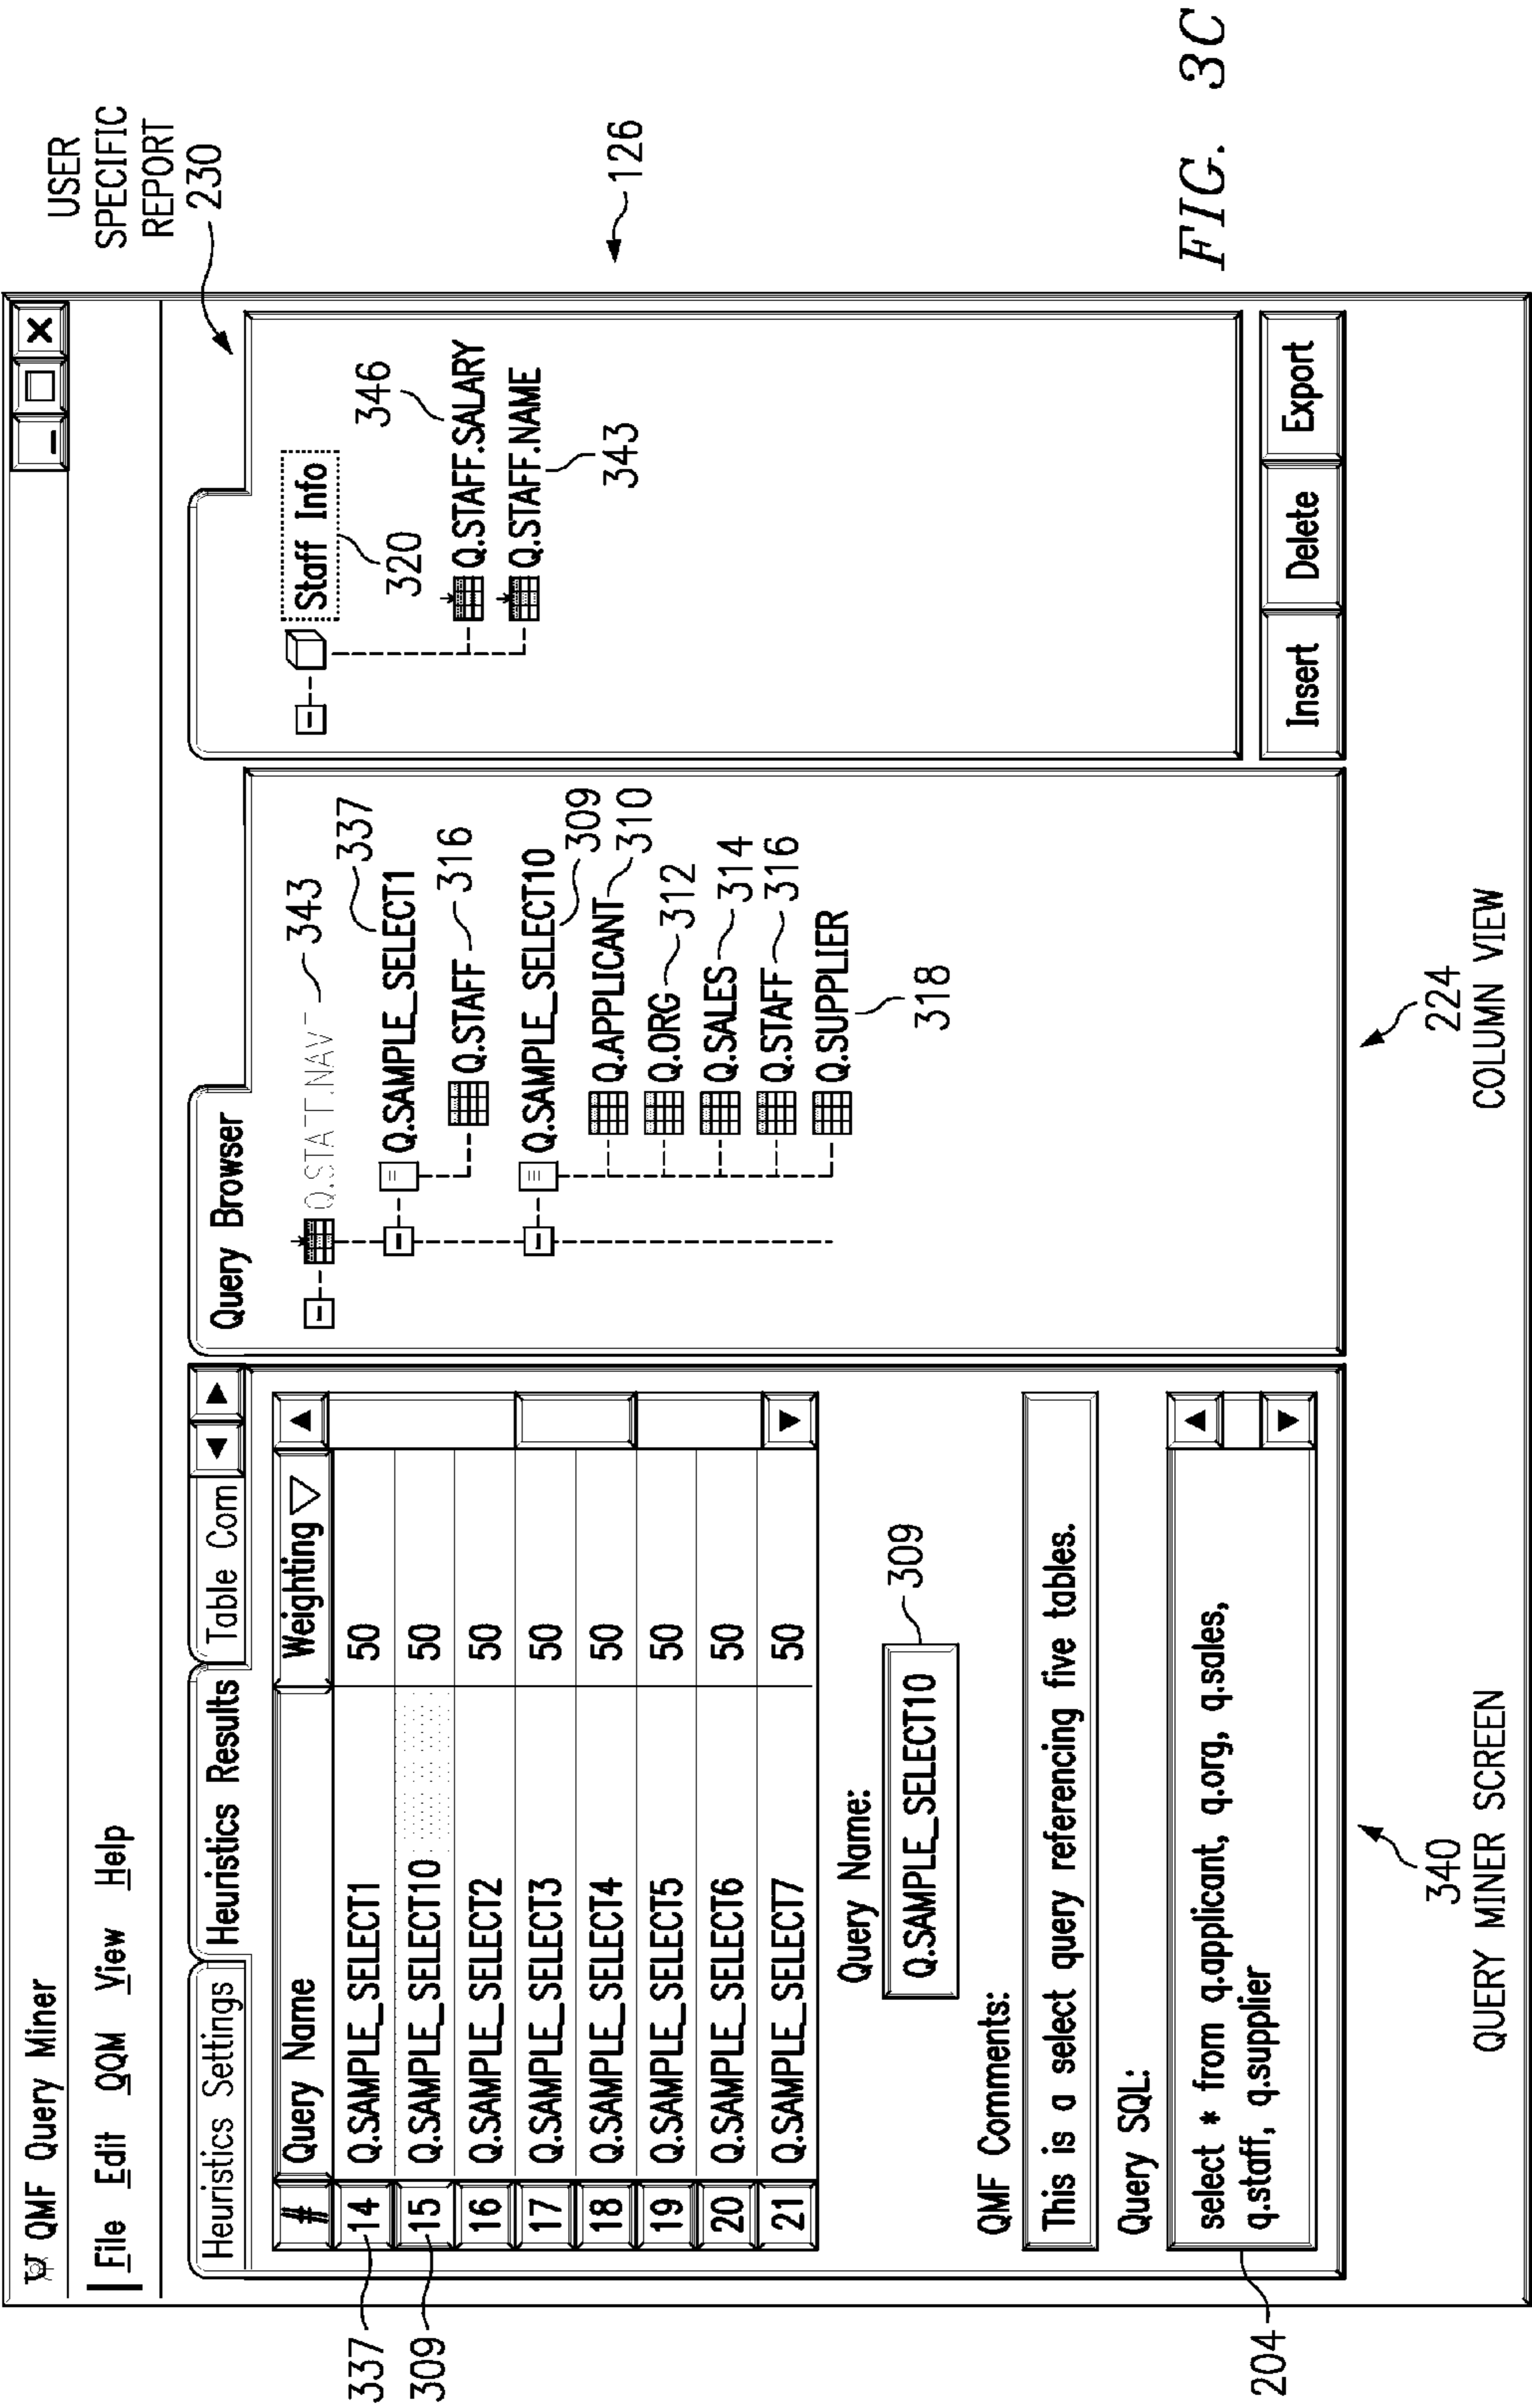 QMF Query Miner
File Edit QQM View Help
Heuristics Settings Heuristics Results Table Com
# Query Name Weighting
14 Q.SAMPLE_SELECT1 50
15 Q.SAMPLE_SELECT10 50
16 Q.SAMPLE_SELECT2 50
17 Q.SAMPLE_SELECT3 50
18 Q.SAMPLE_SELECT4 50
19 Q.SAMPLE_SELECT5 50
20 Q.SAMPLE_SELECT6 50
21 Q.SAMPLE_SELECT7 50
337
309
Query Name:
Q.SAMPLE_SELECT10
309
QMF Comments:
This is a select query referencing five tables.
Query SQL:
select * from q.applicant, q.org, q.sales,
q.staff, q.supplier
204
340
QUERY MINER SCREEN
Query Browser
343
Q.SAMPLE_SELECT1 337
Q.STAFF 316
Q.SAMPLE_SELECT10 309
Q.APPLICANT 310
Q.ORG 312
Q.SALES 314
Q.STAFF 316
Q.SUPPLIER
318
224
COLUMN VIEW
USER
SPECIFIC
REPORT
230
Staff Info
320
346
Q.STAFF.SALARY
Q.STAFF.NAME
343
Insert Delete Export
126
FIG. 3C